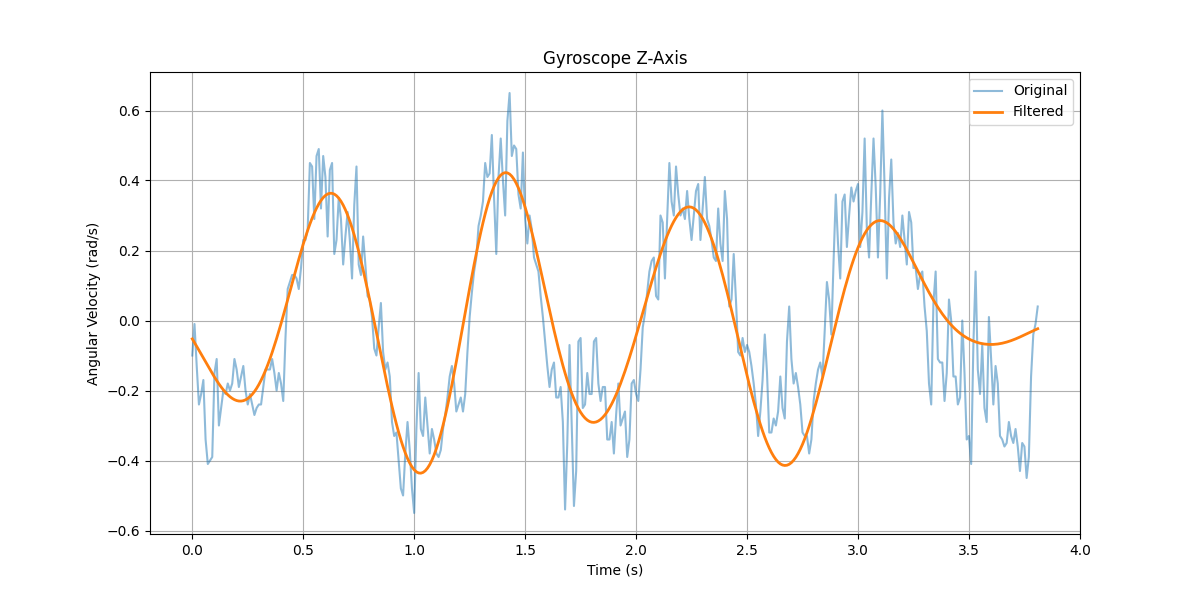 Gyroscope Z-Axis
Original
Filtered
Angular Velocity (rad/s)
0.6
0.4
0.2
0.0
−0.2
−0.4
−0.6
0.0 0.5 1.0 1.5 2.0 2.5 3.0 3.5 4.0
Time (s)